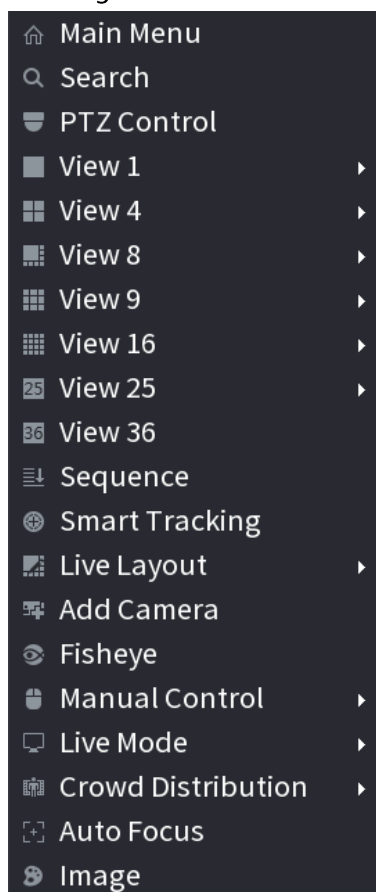 Main Menu
Search
PTZ Control
View 1
View 4
View 8
View 9
View 16
25 View 25
36 View 36
Sequence
Smart Tracking
Live Layout
Add Camera
Fisheye
Manual Control
Live Mode
Crowd Distribution
Auto Focus
Image